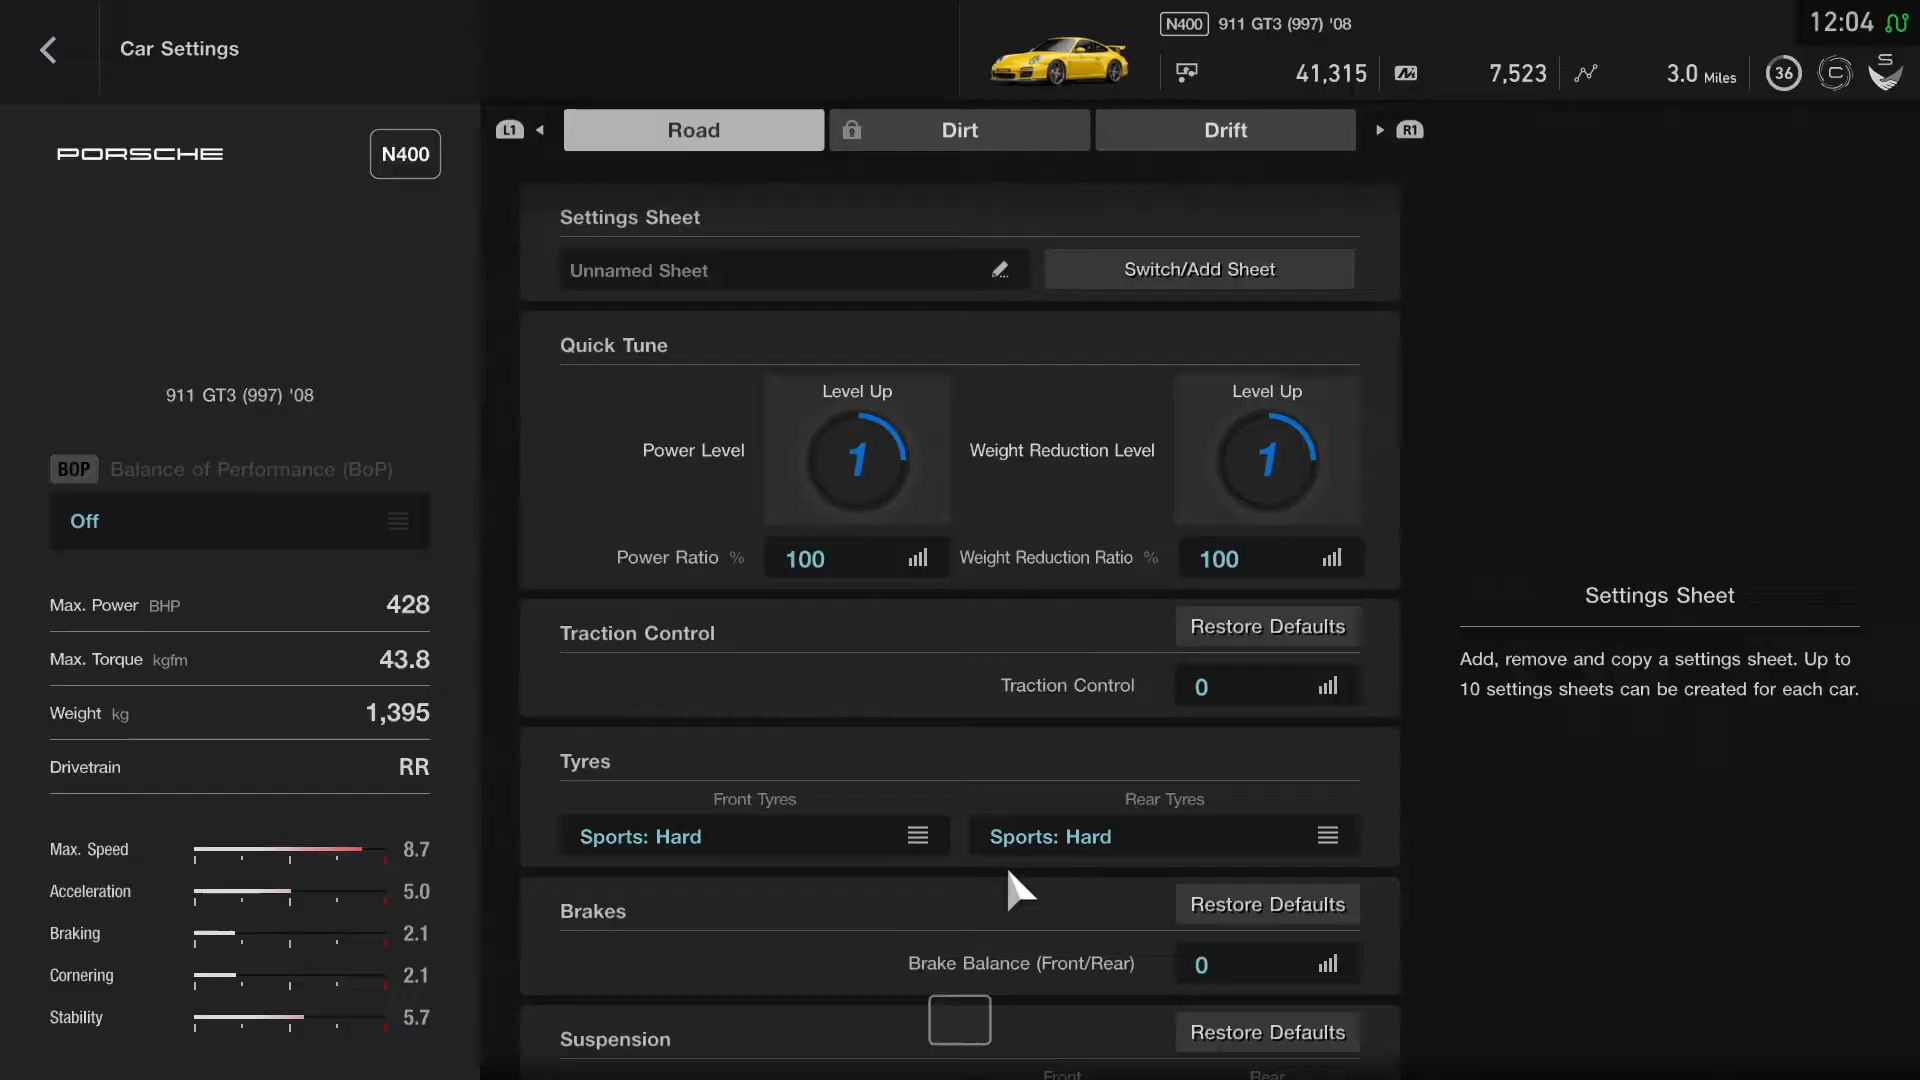 Car Settings
N400 911 GT3 (997) '08
41,315
7,523
3.0 Miles
36
C
S
12:04
PORSCHE
N400
911 GT3 (997) '08
BOP Balance of Performance (BoP)
Off
Max. Power BHP 428
Max. Torque kgfm 43.8
Weight kg 1,395
Drivetrain RR
Max. Speed 8.7
Acceleration 5.0
Braking 2.1
Cornering 2.1
Stability 5.7
L1 Road Dirt Drift R1
Settings Sheet
Unnamed Sheet
Switch/Add Sheet
Quick Tune
Level Up
Level Up
Power Level 1 Weight Reduction Level 1
Power Ratio % 100 Weight Reduction Ratio % 100
Traction Control Restore Defaults
Traction Control 0
Tyres
Front Tyres Rear Tyres
Sports: Hard Sports: Hard
Brakes Restore Defaults
Brake Balance (Front/Rear) 0
Suspension Restore Defaults
Front Rear
Settings Sheet
Add, remove and copy a settings sheet. Up to
10 settings sheets can be created for each car.